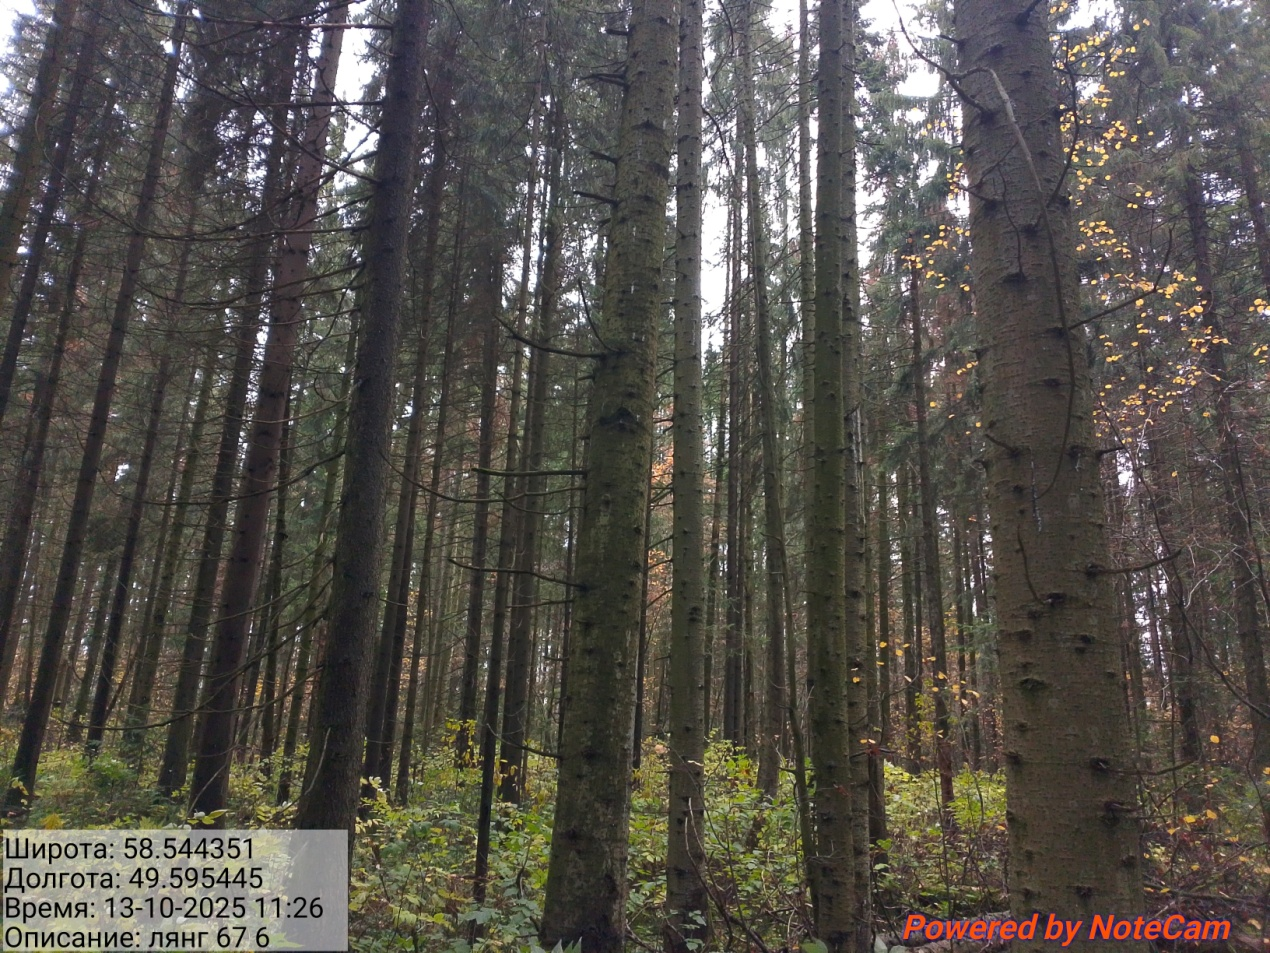 Широта: 58.544351
Долгота: 49.595445
Время: 13-10-2025 11:26
Описание: лянг 67 6
Powered by NoteCam